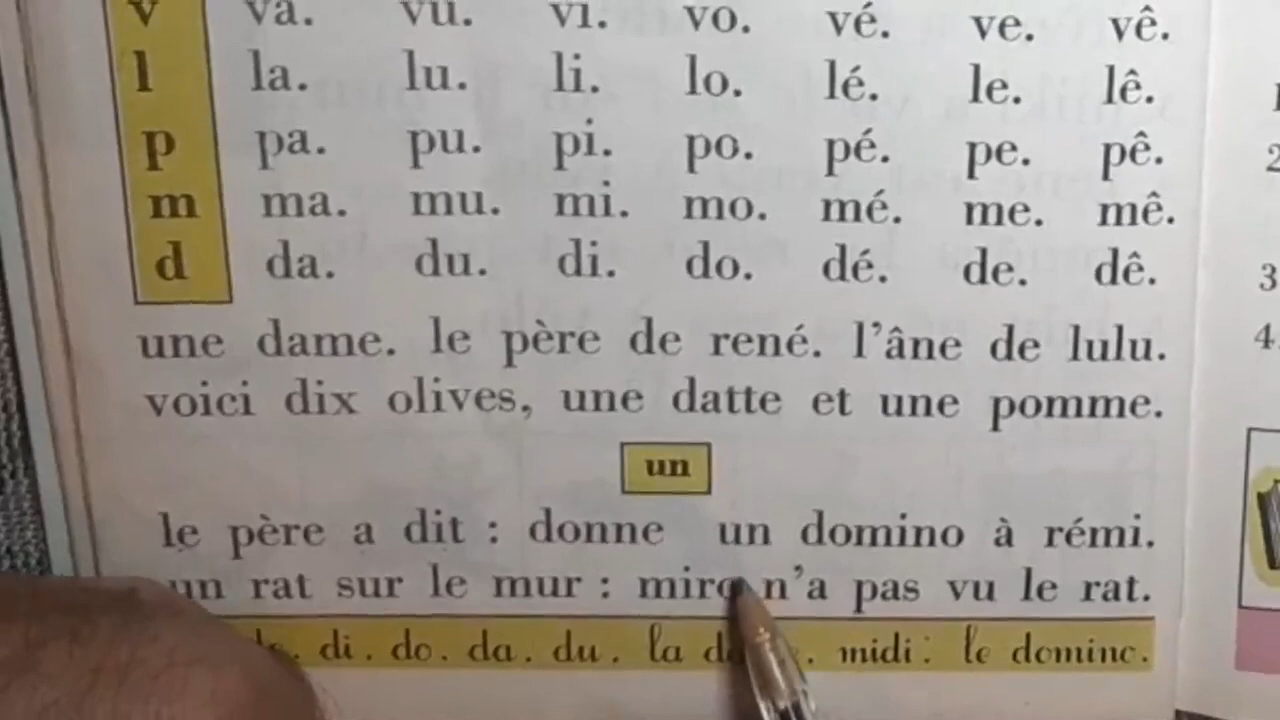 v va. vu. vi. vo. vé. ve. vê.
l la. lu. li. lo. lé. le. lê.
p pa. pu. pi. po. pé. pe. pê.
m ma. mu. mi. mo. mé. me. mê.
d da. du. di. do. dé. de. dê.
une dame. le père de rené. l'âne de lulu.
voici dix olives, une datte et une pomme.
un
le père a dit : donne un domino à rémi.
un rat sur le mur : miro n'a pas vu le rat.
di. do. da. du. la midi : le domino.
2
3
4.